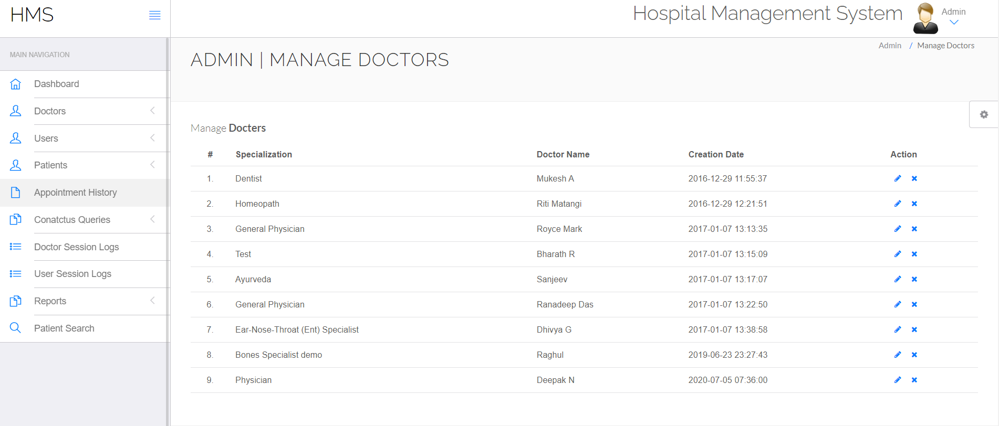 HMS
Hospital Management System
Admin
MAIN NAVIGATION
Dashboard
Doctors
Users
Patients
Appointment History
Conatctus Queries
Doctor Session Logs
User Session Logs
Reports
Patient Search
ADMIN | MANAGE DOCTORS
Admin / Manage Doctors
Manage Docters
# Specialization Doctor Name Creation Date Action
1. Dentist Mukesh A 2016-12-29 11:55:37
2. Homeopath Riti Matangi 2016-12-29 12:21:51
3. General Physician Royce Mark 2017-01-07 13:13:35
4. Test Bharath R 2017-01-07 13:15:09
5. Ayurveda Sanjeev 2017-01-07 13:17:07
6. General Physician Ranadeep Das 2017-01-07 13:22:50
7. Ear-Nose-Throat (Ent) Specialist Dhivya G 2017-01-07 13:38:58
8. Bones Specialist demo Raghul 2019-06-23 23:27:43
9. Physician Deepak N 2020-07-05 07:36:00